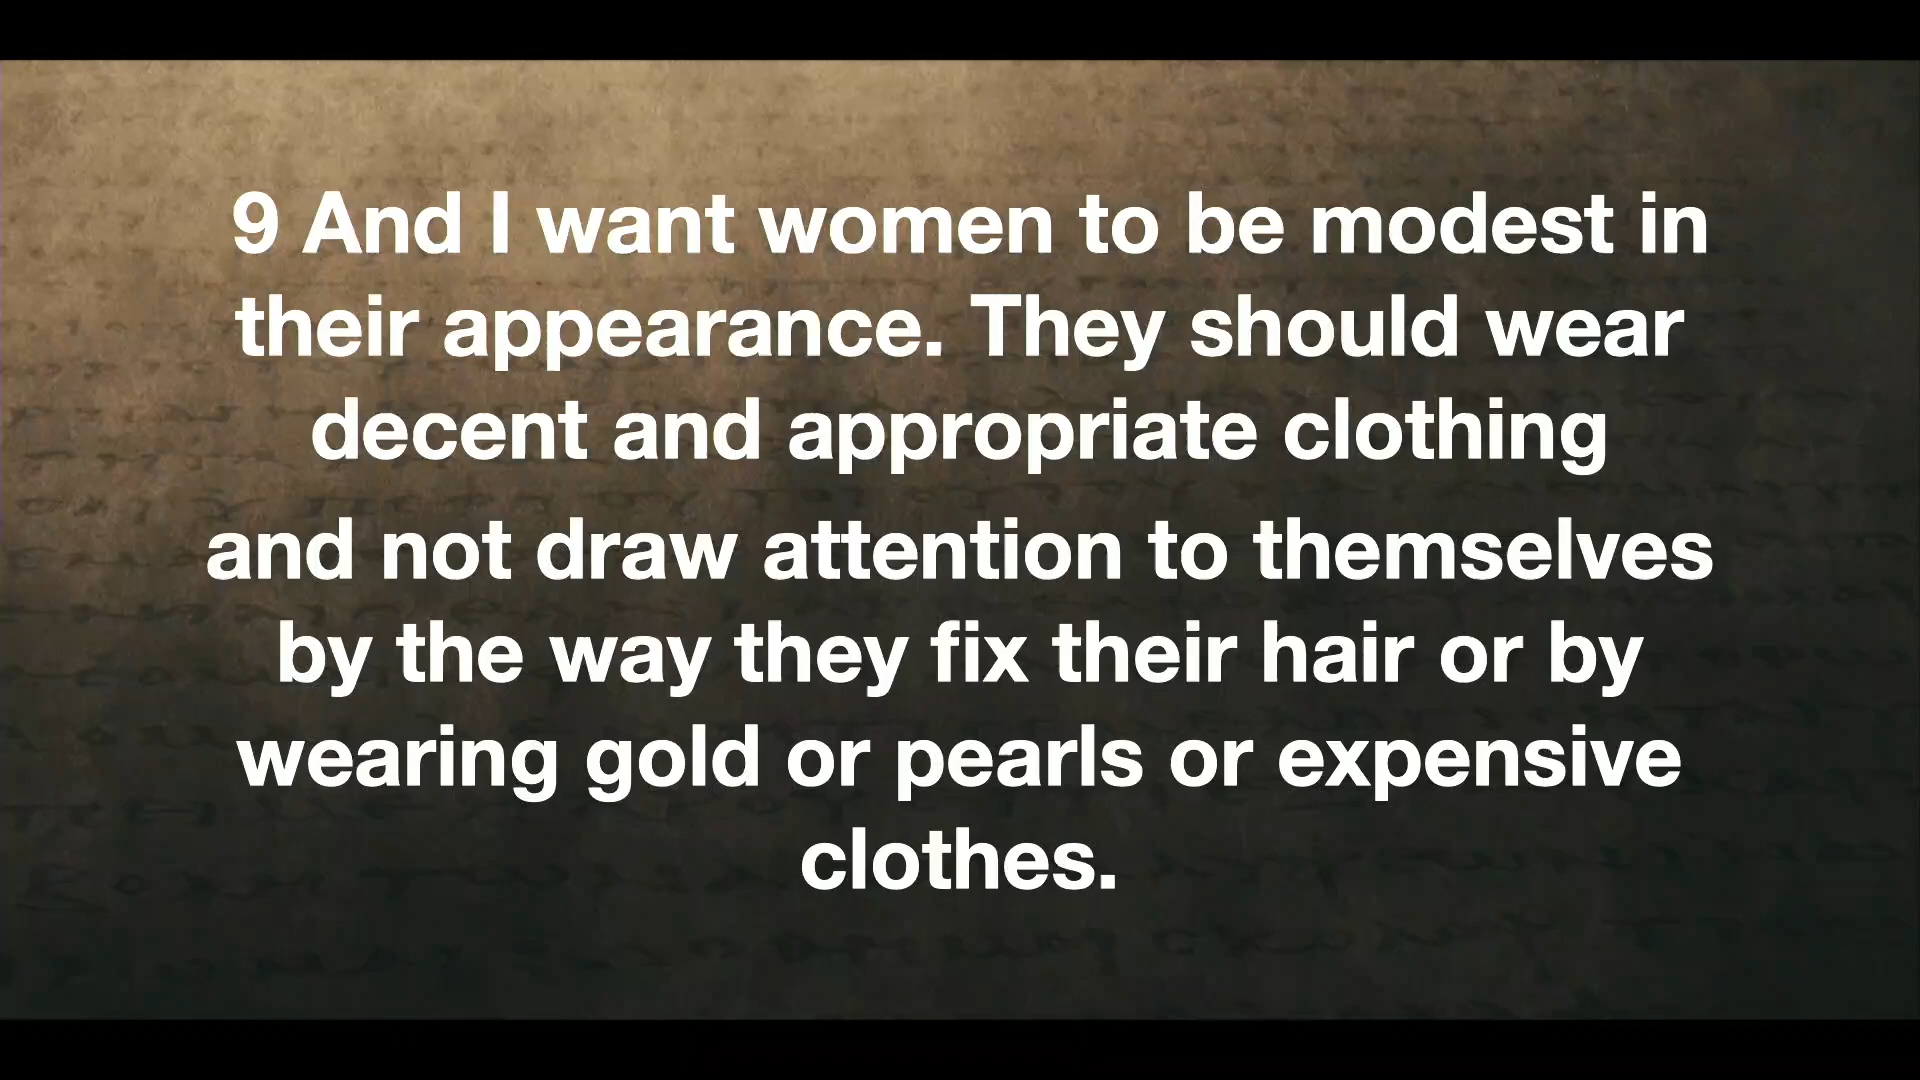 9 And I want women to be modest in
their appearance. They should wear
decent and appropriate clothing
and not draw attention to themselves
by the way they fix their hair or by
wearing gold or pearls or expensive
clothes.